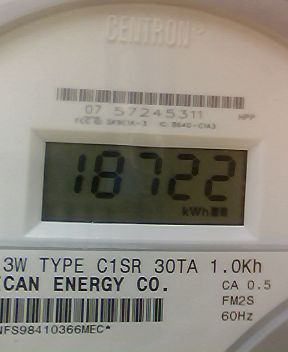 CENTRON®
07 57245311 HPP
18722
kWh
3W TYPE C1SR 30TA 1.0Kh
CAN ENERGY CO. CA 0.5
FM2S
NFS98410366MEC* 60Hz